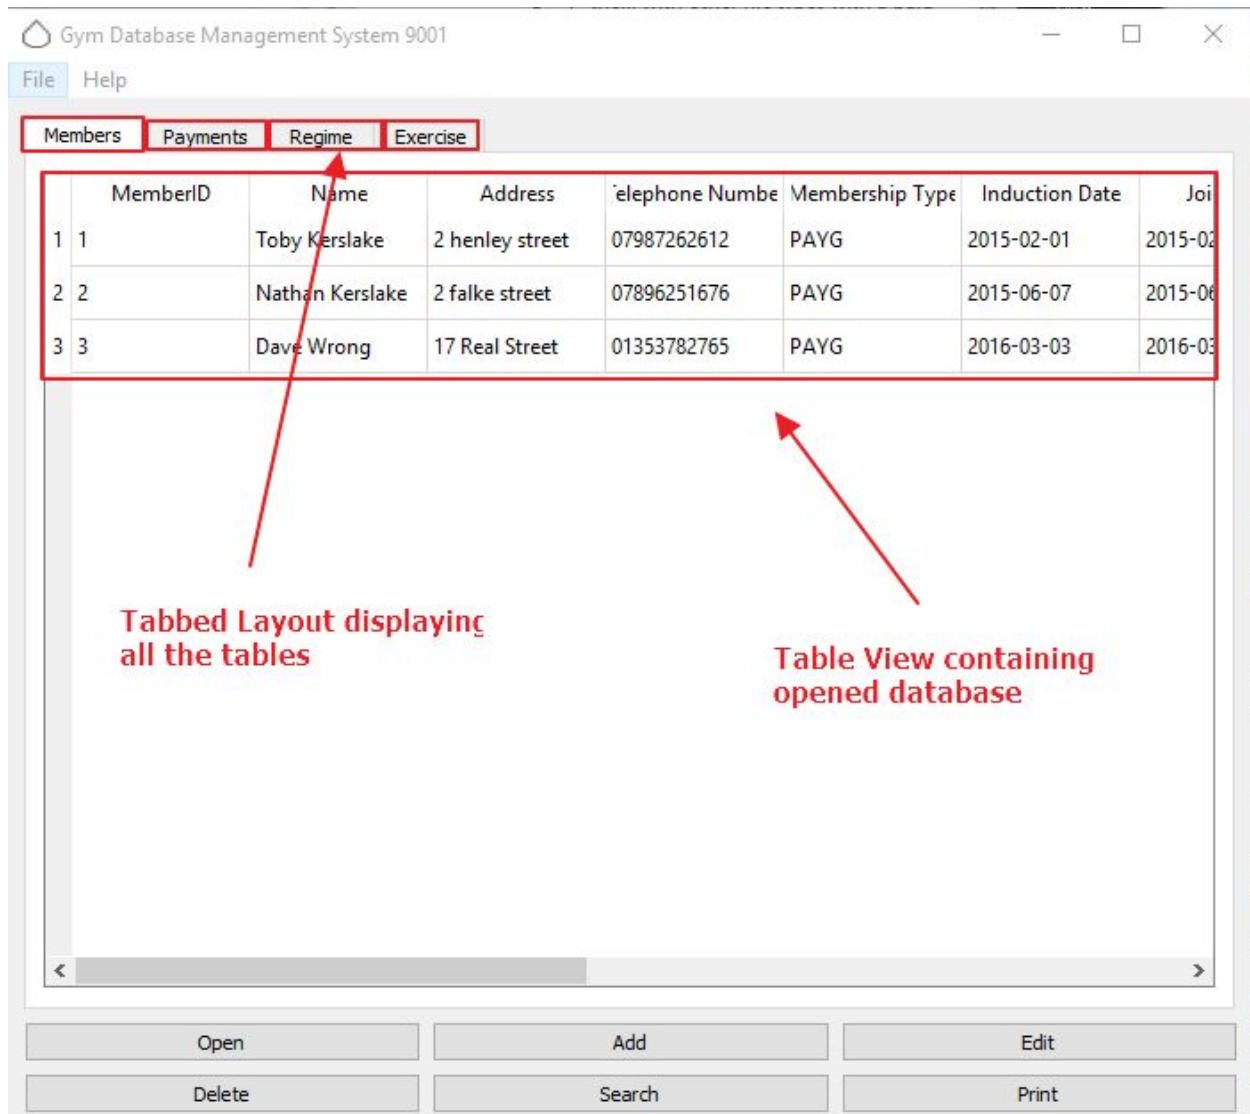 Gym Database Management System 9001
File Help
Members Payments Regime Exercise
MemberID Name Address elephone Numbe Membership Type Induction Date Joi
1 1 Toby Kerslake 2 henley street 07987262612 PAYG 2015-02-01 2015-02
2 2 Nathan Kerslake 2 falke street 07896251676 PAYG 2015-06-07 2015-06
3 3 Dave Wrong 17 Real Street 01353782765 PAYG 2016-03-03 2016-03
Tabbed Layout displaying
all the tables
Table View containing
opened database
Open Add Edit
Delete Search Print